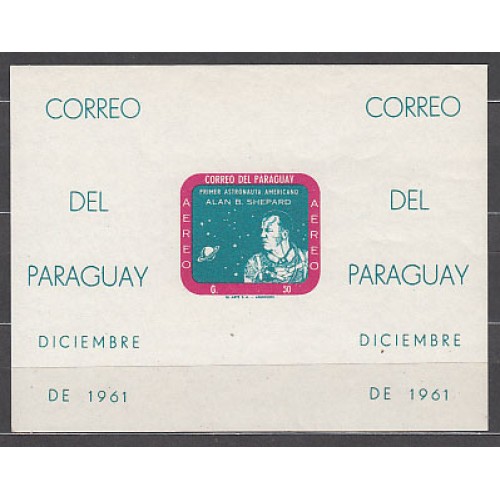 CORREO
DEL
PARAGUAY
DICIEMBRE
DE 1961
CORREO DEL PARAGUAY
PRIMER ASTRONAUTA AMERICANO
ALAN B. SHEPARD
AEREO
AEREO
G. 50
CORREO
DEL
PARAGUAY
DICIEMBRE
DE 1961